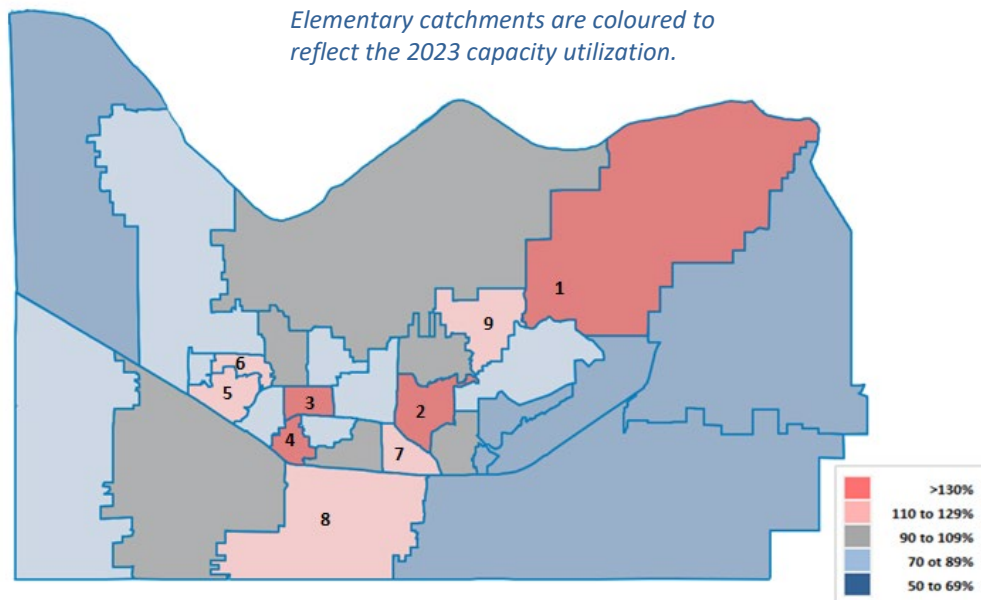 Elementary catchments are coloured to
reflect the 2023 capacity utilization.
1
9
6
5
3
2
4
7
8
>130%
110 to 129%
90 to 109%
70 ot 89%
50 to 69%